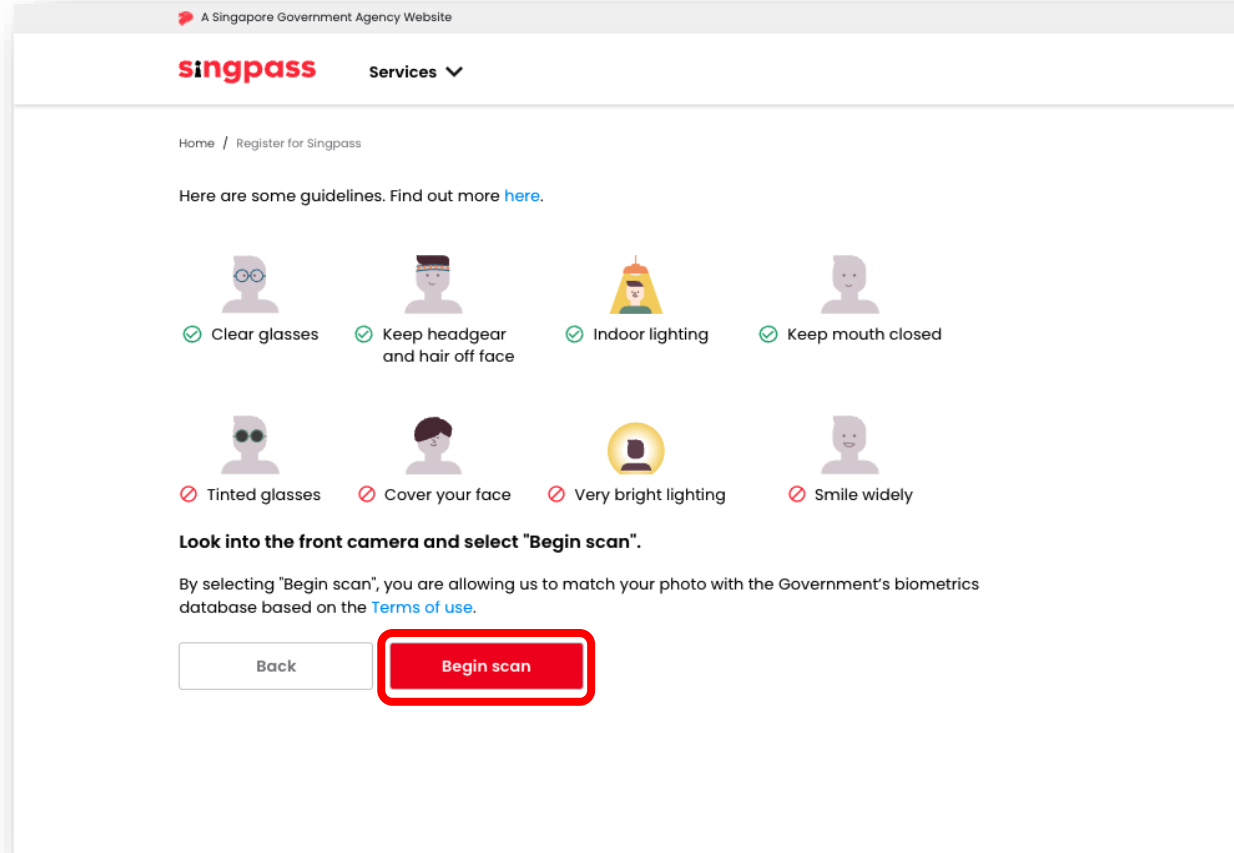 A Singapore Government Agency Website
singpass
Services
Home / Register for Singpass
Here are some guidelines. Find out more here.
Clear glasses
Keep headgear
and hair off face
Indoor lighting
Keep mouth closed
Tinted glasses
Cover your face
Very bright lighting
Smile widely
Look into the front camera and select "Begin scan".
By selecting "Begin scan", you are allowing us to match your photo with the Government's biometrics
database based on the Terms of use.
Back
Begin scan